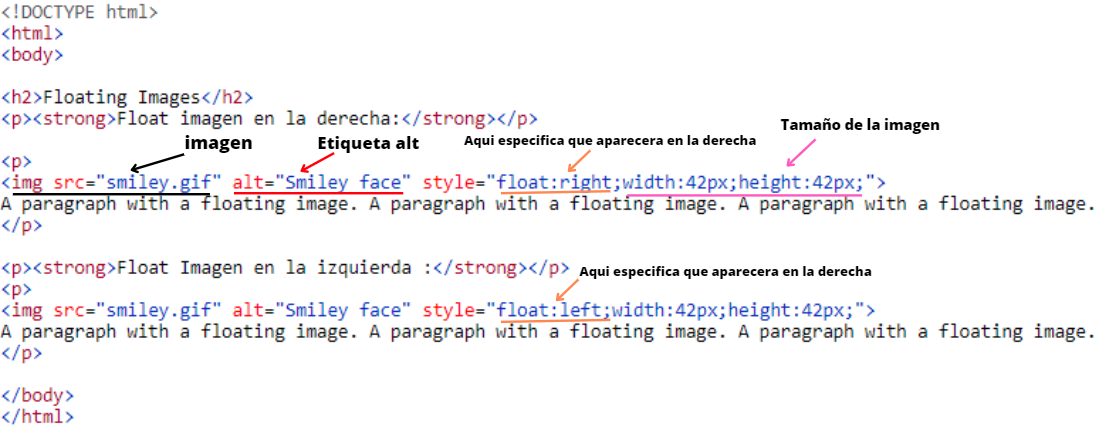 <!DOCTYPE html>
<html>
<body>
<h2>Floating Images</h2>
<p><strong>Float imagen en la derecha:</strong></p>
imagen
Etiqueta alt
Aqui especifica que aparecera en la derecha
Tamaño de la imagen
<p>
<img src="smiley.gif" alt="Smiley face" style="float:right;width:42px;height:42px;">
A paragraph with a floating image. A paragraph with a floating image. A paragraph with a floating image.
</p>
<p><strong>Float Imagen en la izquierda :</strong></p>
Aqui especifica que aparecera en la derecha
<p>
<img src="smiley.gif" alt="Smiley face" style="float:left;width:42px;height:42px;">
A paragraph with a floating image. A paragraph with a floating image. A paragraph with a floating image.
</p>
</body>
</html>